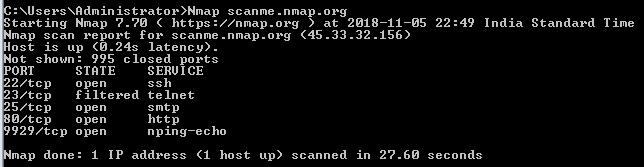 C:\Users\Administrator>Nmap scanme.nmap.org
Starting Nmap 7.70 ( https://nmap.org ) at 2018-11-05 22:49 India Standard Time
Nmap scan report for scanme.nmap.org (45.33.32.156)
Host is up (0.24s latency).
Not shown: 995 closed ports
PORT     STATE    SERVICE
22/tcp   open     ssh
23/tcp   filtered telnet
25/tcp   open     smtp
80/tcp   open     http
9929/tcp open     nping-echo
Nmap done: 1 IP address (1 host up) scanned in 27.60 seconds